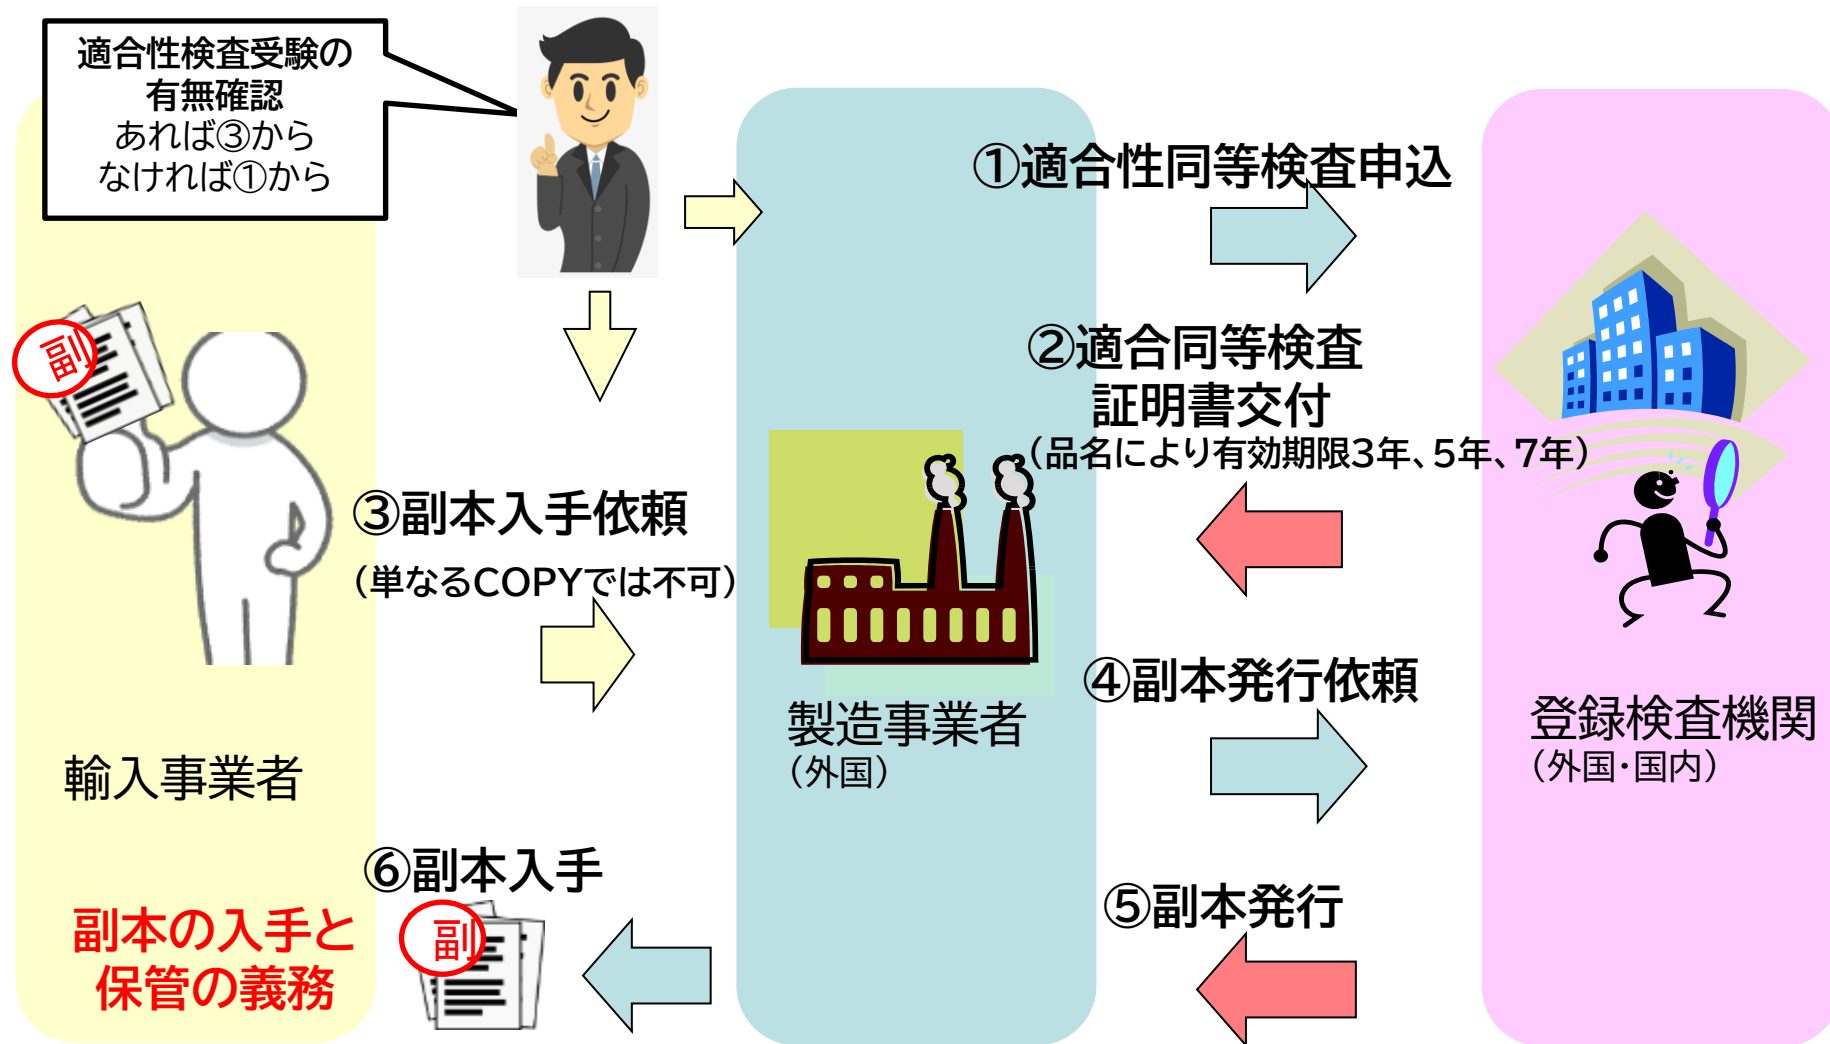 適合性検査受験の
有無確認
あれば③から
なければ①から
①適合性同等検査申込
②適合同等検査
証明書交付
（品名により有効期限3年、5年、7年）
副
③副本入手依頼
（単なるCOPYでは不可）
④副本発行依頼
製造事業者
（外国）
登録検査機関
（外国・国内）
輸入事業者
⑥副本入手
副
⑤副本発行
副本の入手と
保管の義務